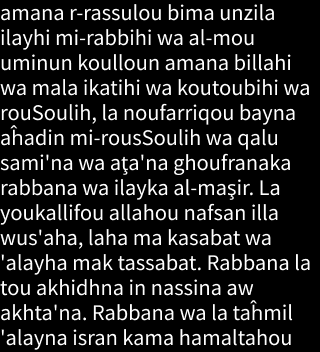 amana r-rassulou bima unzila
ilayhi mi-rabbihi wa al-mou
uminun koulloun amana billahi
wa mala ikatihi wa koutoubihi wa
rouSoulih, la noufarriqou bayna
aĥadin mi-rousSoulih wa qalu
sami'na wa aţa'na ghoufranaka
rabbana wa ilayka al-maşir. La
youkallifou allahou nafsan illa
wus'aha, laha ma kasabat wa
'alayha mak tassabat. Rabbana la
tou akhidhna in nassina aw
akhta'na. Rabbana wa la taĥmil
'alayna isran kama hamaltahou